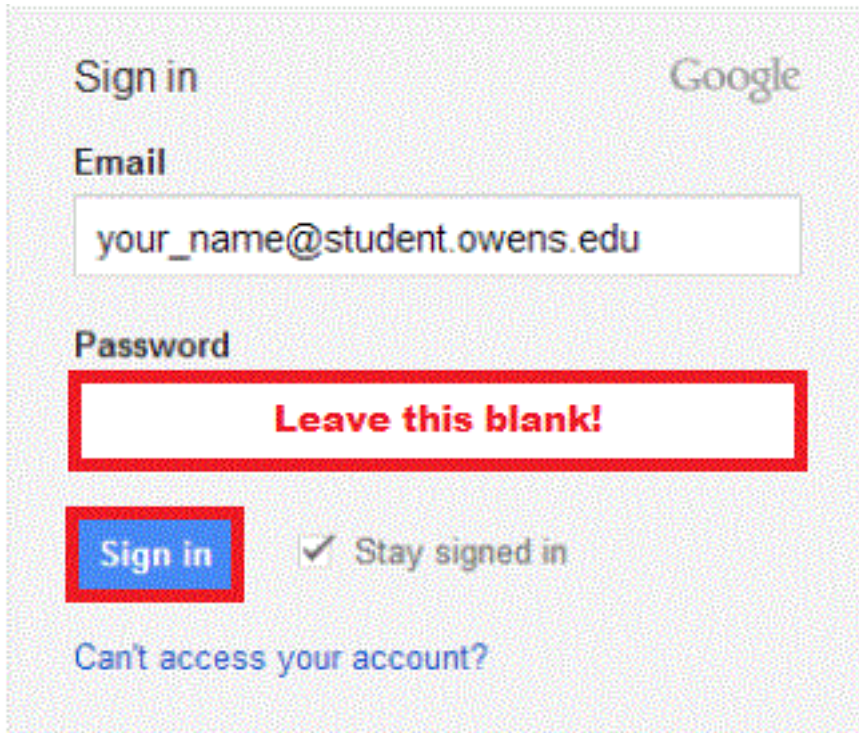 Sign in Google
Email
your_name@student.owens.edu
Password
Leave this blank!
Sign in Stay signed in
Can't access your account?